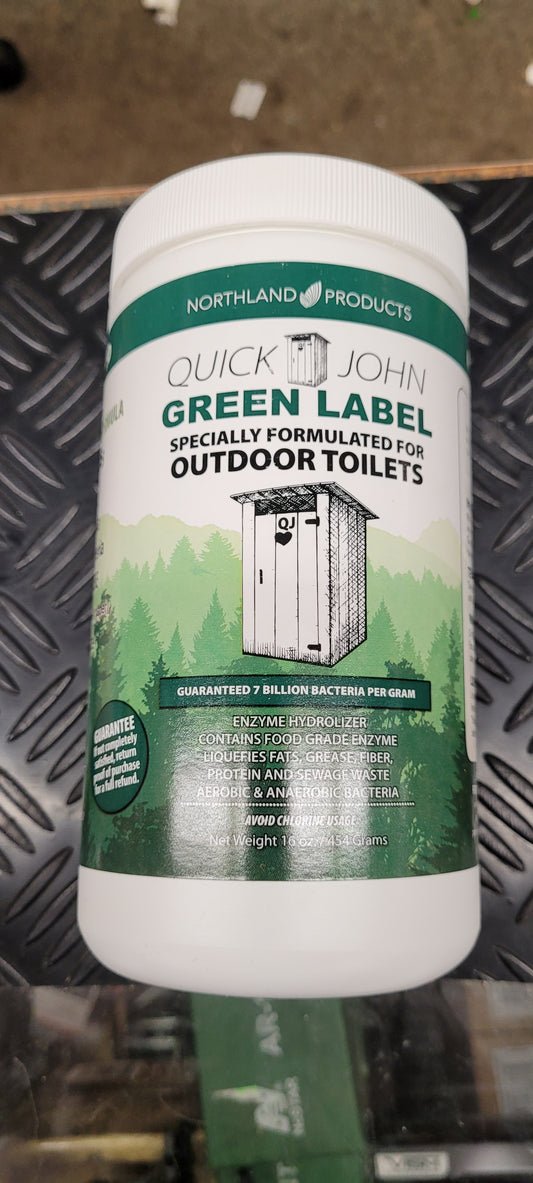 NORTHLAND PRODUCTS
QUICK JOHN
GREEN LABEL
SPECIALLY FORMULATED FOR
OUTDOOR TOILETS
QJ
GUARANTEED 7 BILLION BACTERIA PER GRAM
ENZYME HYDROLIZER
CONTAINS FOOD GRADE ENZYME
LIQUEFIES FATS, GREASE, FIBER,
PROTEIN AND SEWAGE WASTE
AEROBIC & ANAEROBIC BACTERIA
AVOID CHLORINE USAGE
Net Weight 16 oz. / 454 Grams
GUARANTEE
If not completely
satisfied, return
proof of purchase
for a full refund.